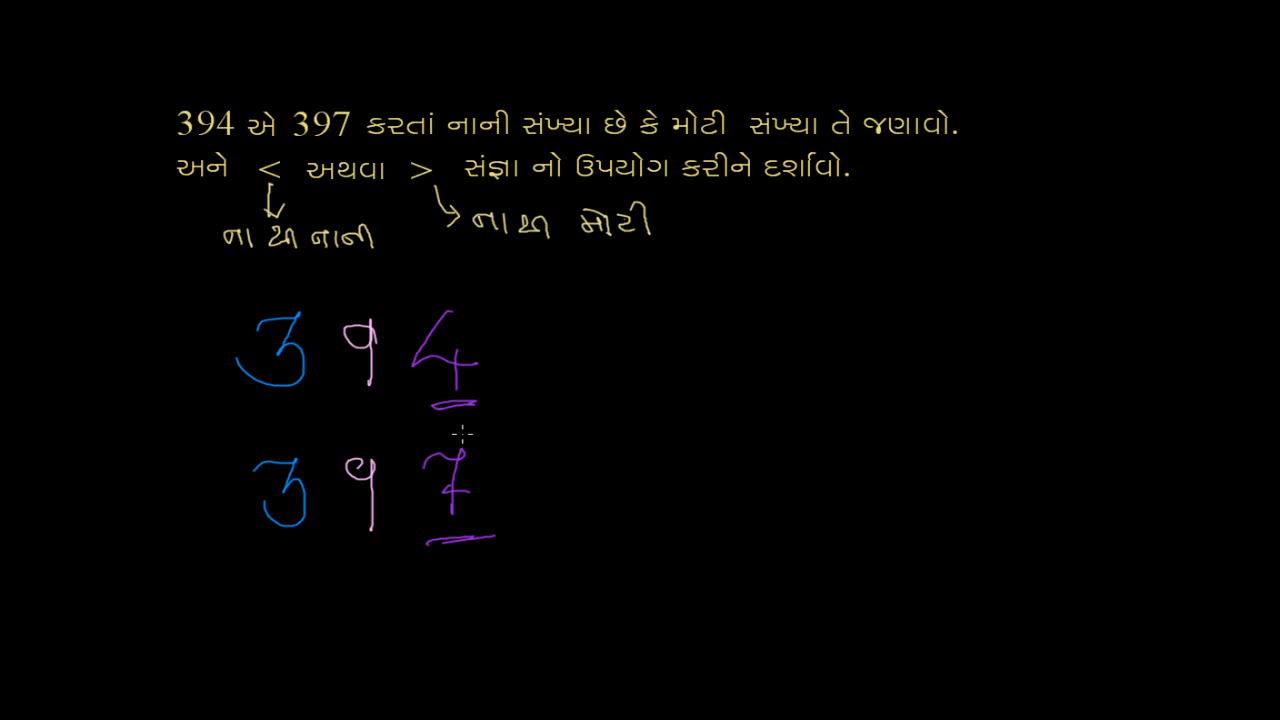 394 એ 397 કરતાં નાની સંખ્યા છે કે મોટી સંખ્યા તે જણાવો.
અને < અથવા > સંજ્ઞા નો ઉપયોગ કરીને દર્શાવો.
ના થી નાની
ના થી મોટી
394
397